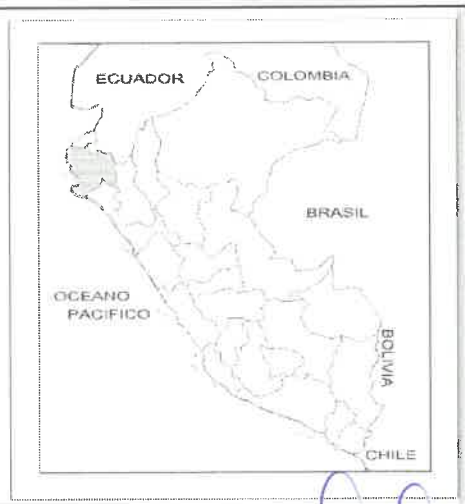 ECUADOR
COLOMBIA
BRASIL
OCEANO
PACIFICO
BOLIVIA
CHILE